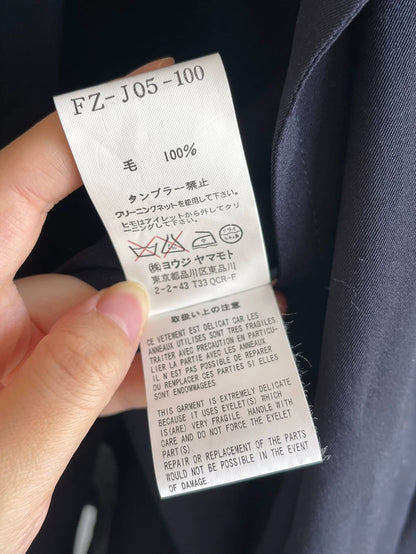 FZ-J05-100
毛 100%
タンブラー禁止
クリーニングネットを使用して下さい。
ヒモはアイレットから外してクリ
ーニングして下さい。
ドライ
㈱ヨウジヤマモト
東京都品川区東品川
2-2-43 T33 QCR-F
取扱い上の注意
CE VETEMENT EST DELICAT CAR LES
ANNEAUX UTILISES SONT TRES FRAGILES
TRAITER AVEC PRECAUTION EN PARTICU-
LIER LA PARTIE AVEC LES ANNEAUX.
IL N'EST PAS POSSIBLE DE REPARER
OU REMPLACER CES PARTIES SI ELLES
SONT ENDOMMAGEES.
THIS GARMENT IS EXTREMELY DELICATE
BECAUSE IT USES EYELET(S) WHICH
IS(ARE) VERY FRAGILE. HANDLE WITH
CARE AND DO NOT FORCE THE EYELET
PART(S).
REPAIR OR REPLACEMENT OF THE PARTS
WOULD NOT BE POSSIBLE IN THE EVENT
OF DAMAGE.